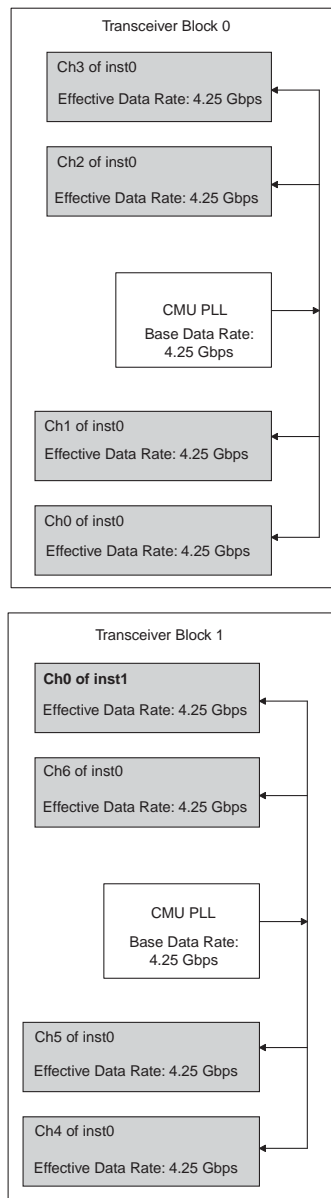 Transceiver Block 0
Ch3 of inst0
Effective Data Rate: 4.25 Gbps
Ch2 of inst0
Effective Data Rate: 4.25 Gbps
CMU PLL
Base Data Rate:
4.25 Gbps
Ch1 of inst0
Effective Data Rate: 4.25 Gbps
Ch0 of inst0
Effective Data Rate: 4.25 Gbps
Transceiver Block 1
Ch0 of inst1
Effective Data Rate: 4.25 Gbps
Ch6 of inst0
Effective Data Rate: 4.25 Gbps
CMU PLL
Base Data Rate:
4.25 Gbps
Ch5 of inst0
Effective Data Rate: 4.25 Gbps
Ch4 of inst0
Effective Data Rate: 4.25 Gbps